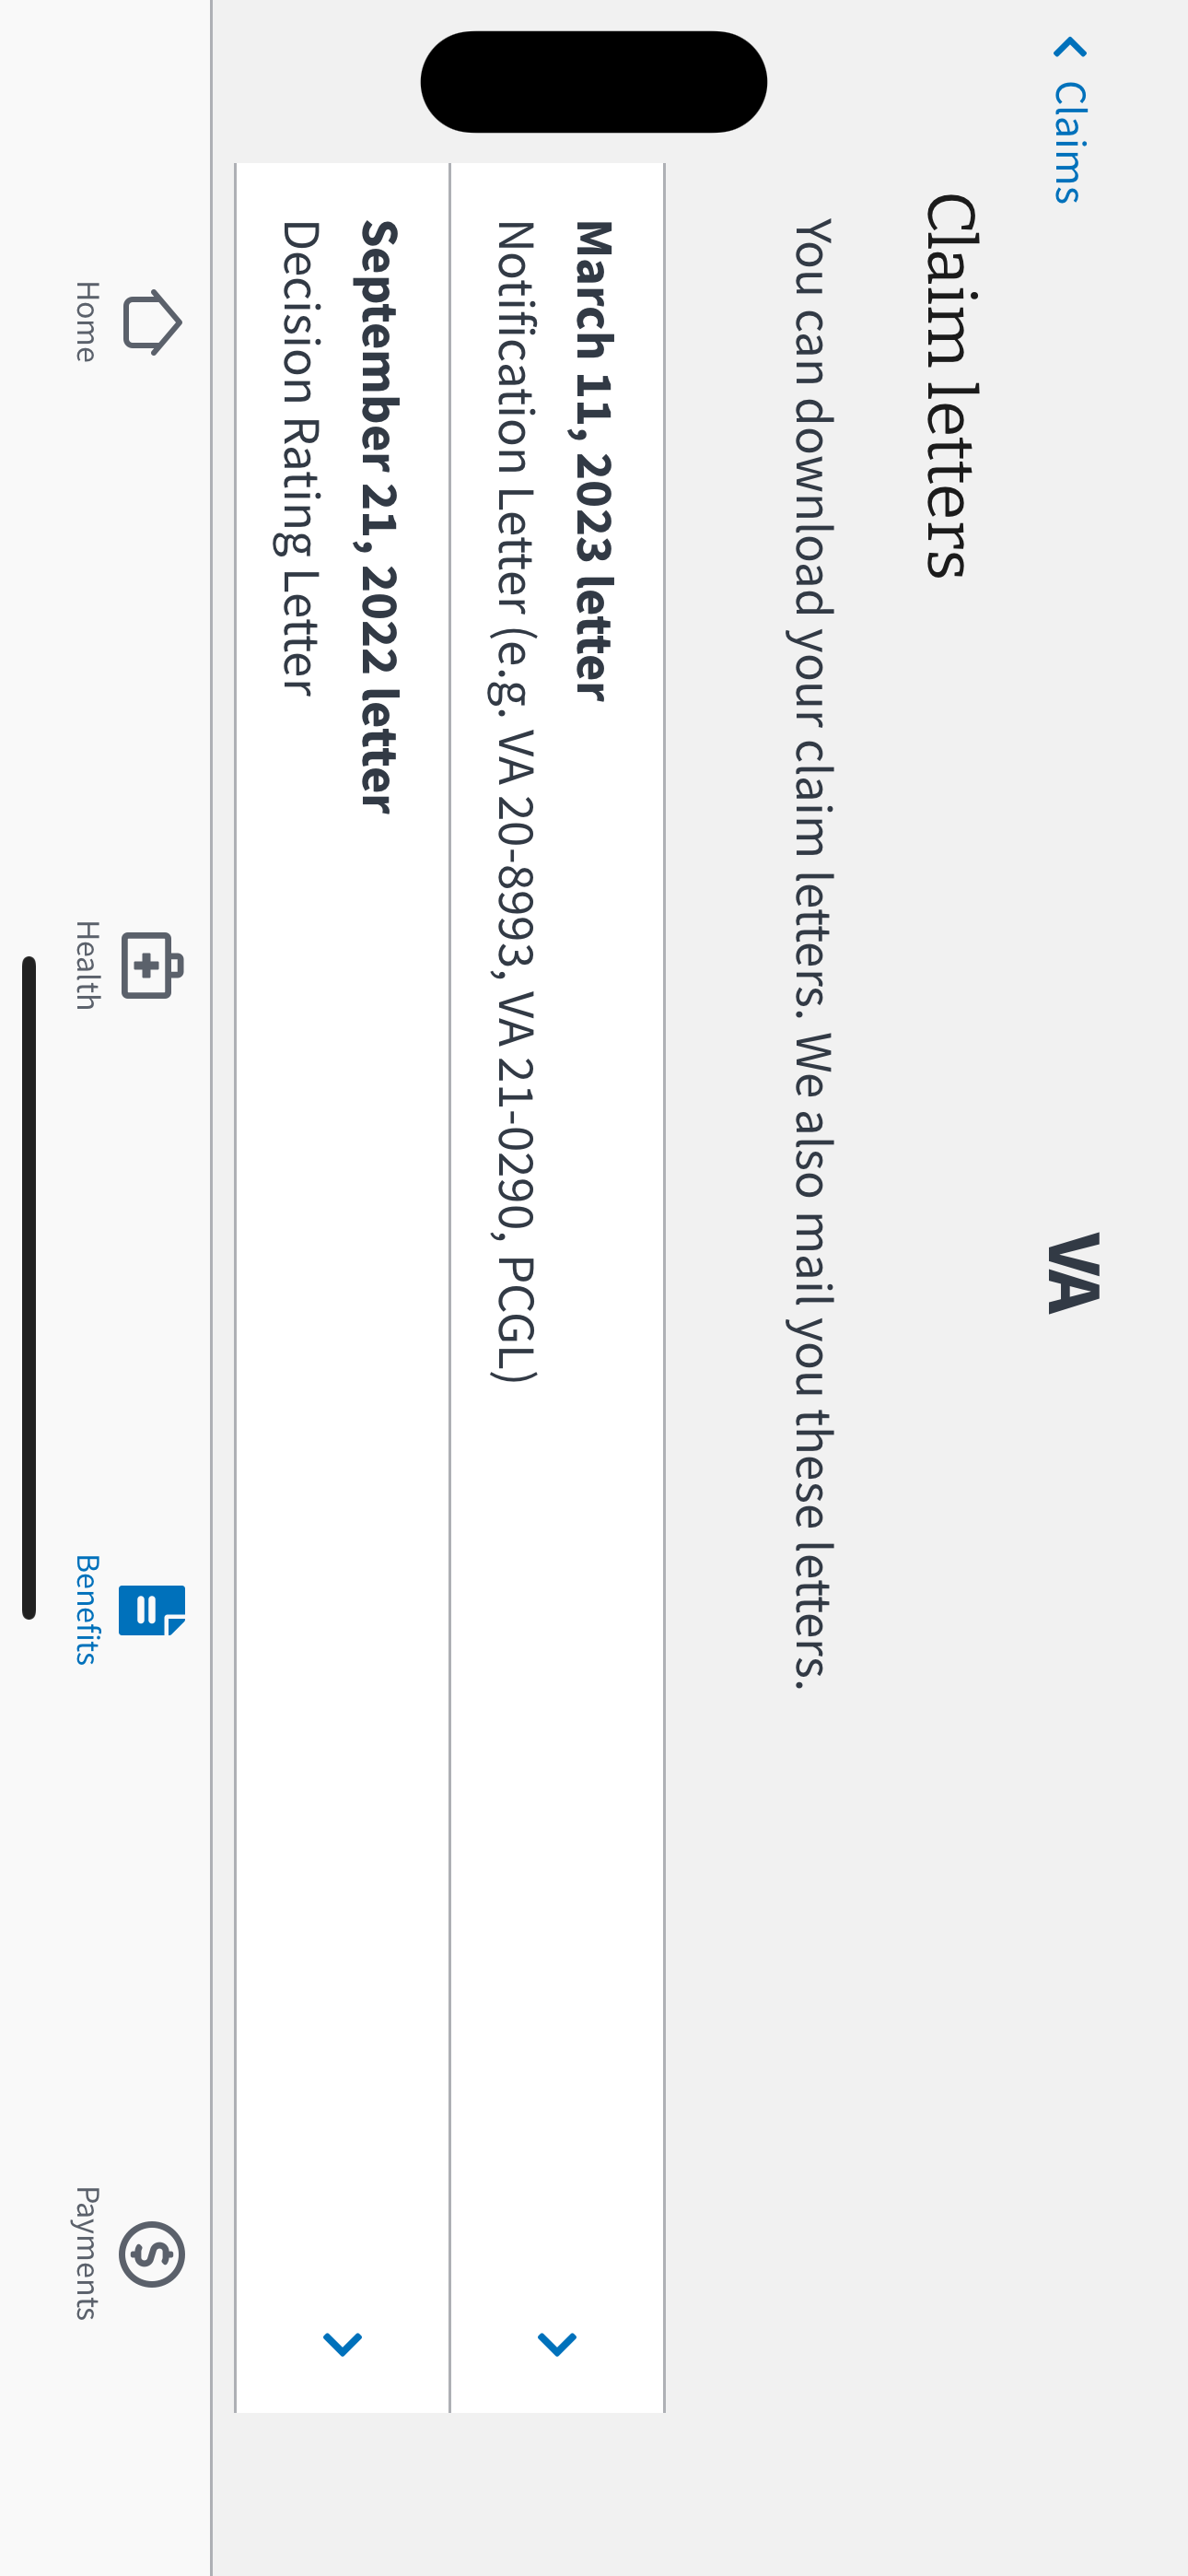 Claims
VA
Claim letters
You can download your claim letters. We also mail you these letters.
March 11, 2023 letter
Notification Letter (e.g. VA 20-8993, VA 21-0290, PCGL)
September 21, 2022 letter
Decision Rating Letter
Home
Health
Benefits
Payments